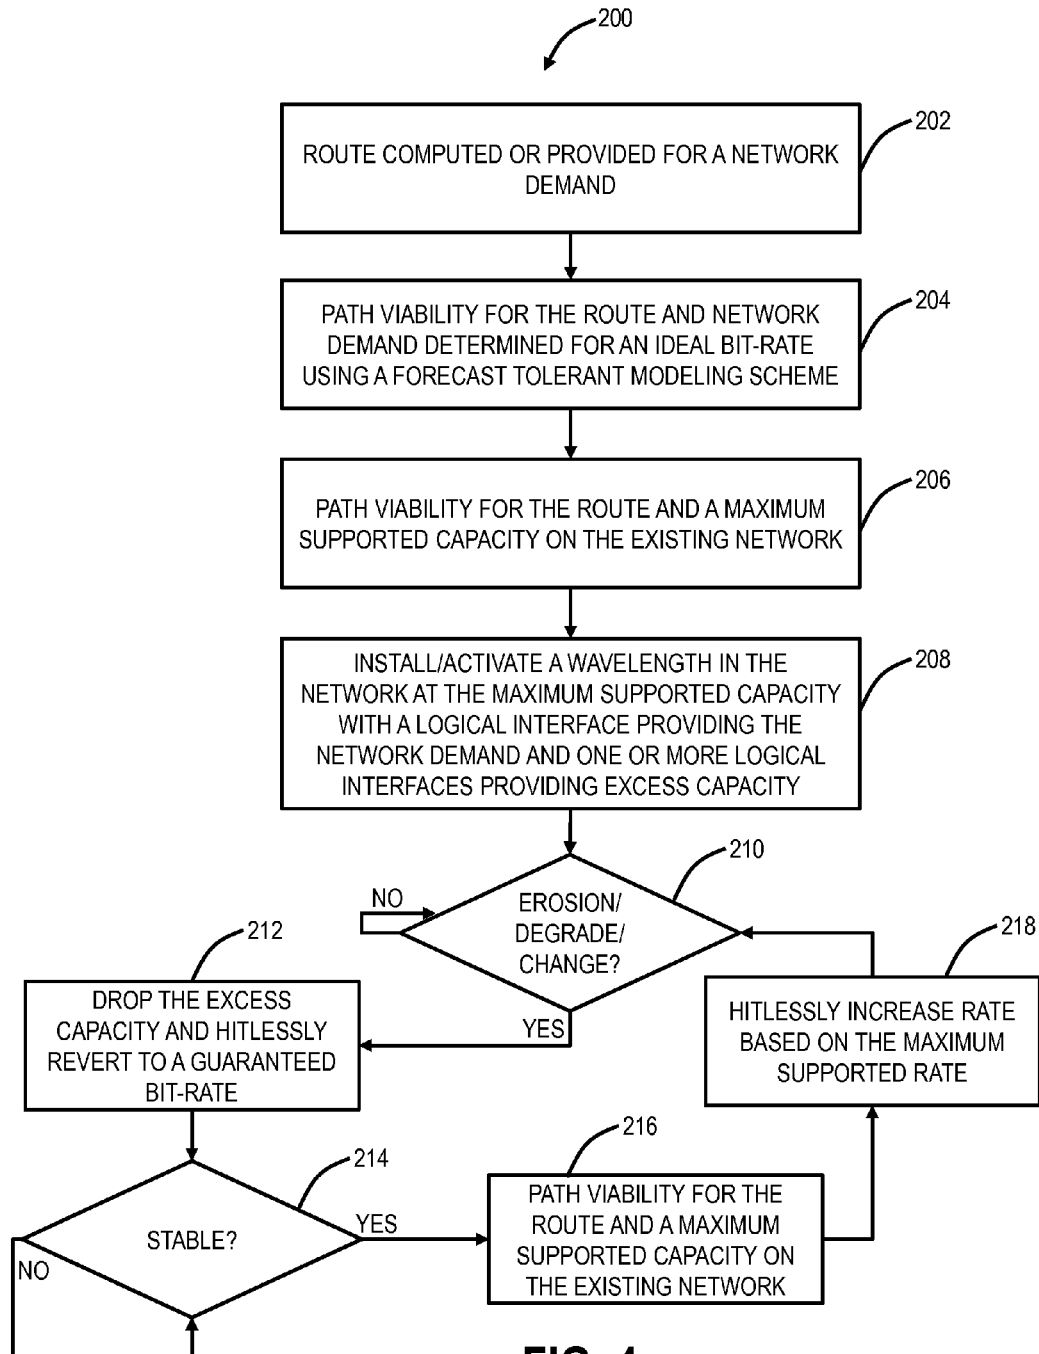 200
202
ROUTE COMPUTED OR PROVIDED FOR A NETWORK
DEMAND
204
PATH VIABILITY FOR THE ROUTE AND NETWORK
DEMAND DETERMINED FOR AN IDEAL BIT-RATE
USING A FORECAST TOLERANT MODELING SCHEME
206
PATH VIABILITY FOR THE ROUTE AND A MAXIMUM
SUPPORTED CAPACITY ON THE EXISTING NETWORK
208
INSTALL/ACTIVATE A WAVELENGTH IN THE
NETWORK AT THE MAXIMUM SUPPORTED CAPACITY
WITH A LOGICAL INTERFACE PROVIDING THE
NETWORK DEMAND AND ONE OR MORE LOGICAL
INTERFACES PROVIDING EXCESS CAPACITY
210
NO
EROSION/
DEGRADE/
CHANGE?
YES
212
DROP THE EXCESS
CAPACITY AND HITLESSLY
REVERT TO A GUARANTEED
BIT-RATE
218
HITLESSLY INCREASE RATE
BASED ON THE MAXIMUM
SUPPORTED RATE
214
STABLE?
YES
NO
216
PATH VIABILITY FOR THE
ROUTE AND A MAXIMUM
SUPPORTED CAPACITY ON
THE EXISTING NETWORK